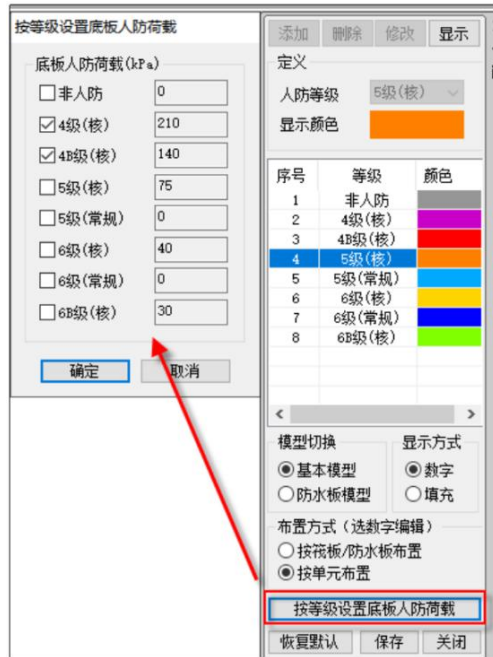 按等级设置底板人防荷载
底板人防荷载(kPa)
非人防 0
4级(核) 210
4B级(核) 140
5级(核) 75
5级(常规) 0
6级(核) 40
6级(常规) 0
6B级(核) 30
确定 取消
添加 删除 修改 显示
定义
人防等级 5级(核)
显示颜色
序号 等级 颜色
1 非人防
2 4级(核)
3 4B级(核)
4 5级(核)
5 5级(常规)
6 6级(核)
7 6级(常规)
8 6B级(核)
模型切换 显示方式
基本模型 数字
防水板模型 填充
布置方式（选数字编辑）
按筏板/防水板布置
按单元布置
按等级设置底板人防荷载
恢复默认 保存 关闭